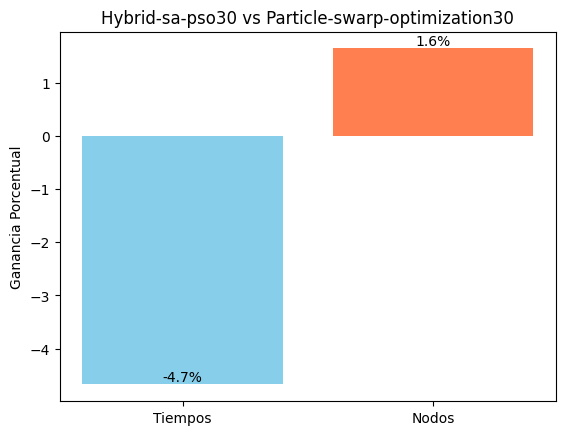 Hybrid-sa-pso30 vs Particle-swarp-optimization30
1.6%
1
0
−1
−2
−3
−4
Ganancia Porcentual
-4.7%
Tiempos
Nodos